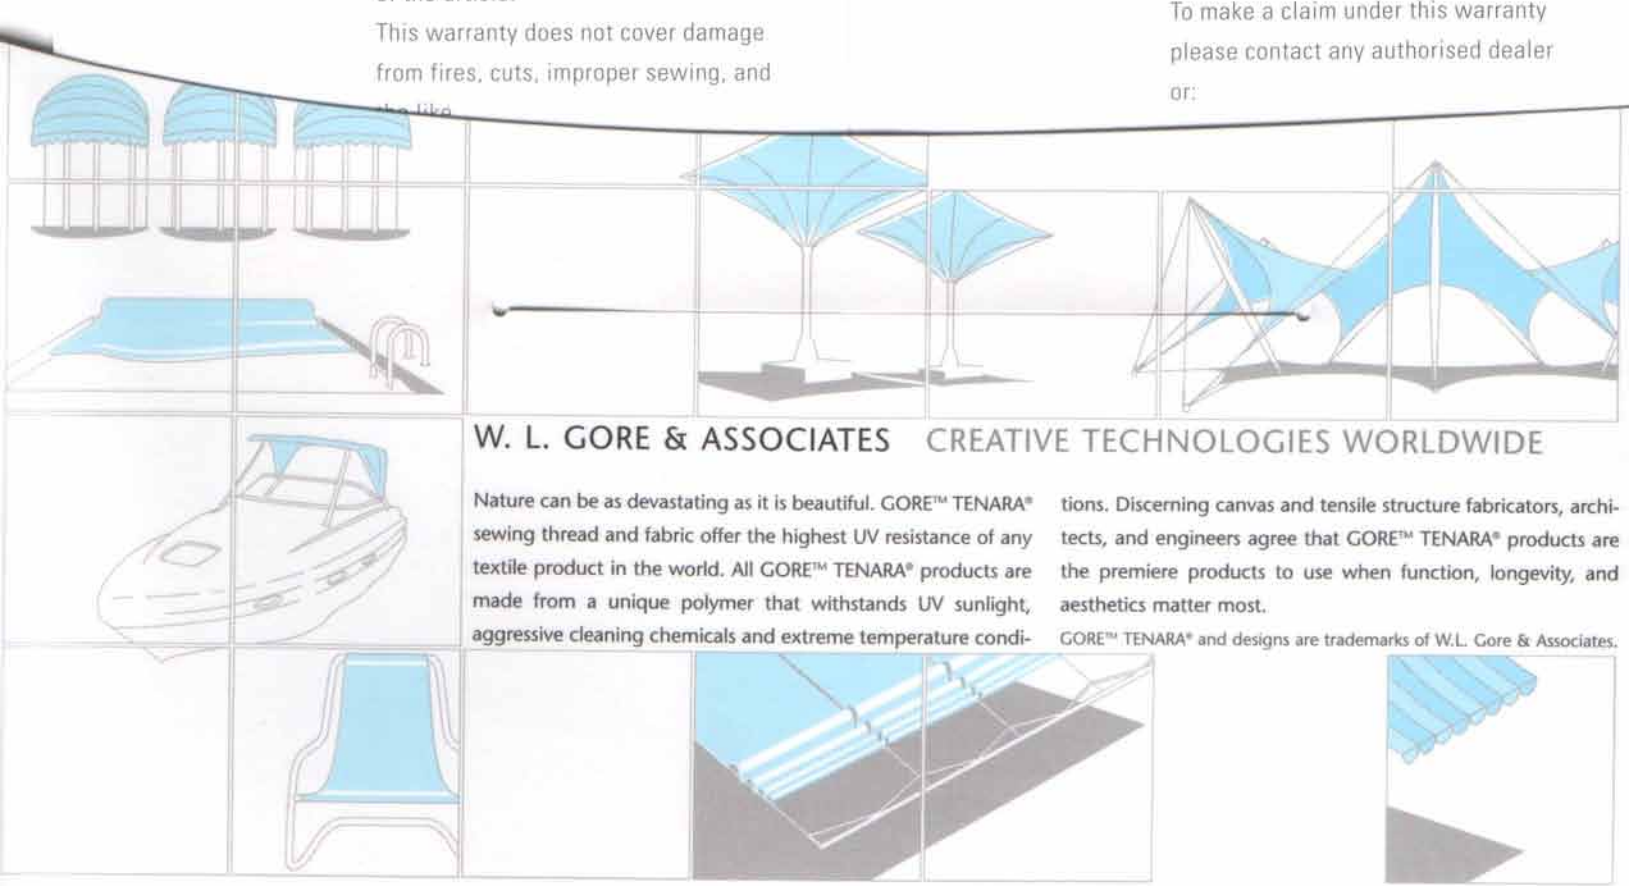 of the article.
This warranty does not cover damage
from fires, cuts, improper sewing, and
the like
To make a claim under this warranty
please contact any authorised dealer
or:
W. L. GORE & ASSOCIATES CREATIVE TECHNOLOGIES WORLDWIDE
Nature can be as devastating as it is beautiful. GORE™ TENARA®
sewing thread and fabric offer the highest UV resistance of any
textile product in the world. All GORE™ TENARA® products are
made from a unique polymer that withstands UV sunlight,
aggressive cleaning chemicals and extreme temperature condi-
tions. Discerning canvas and tensile structure fabricators, archi-
tects, and engineers agree that GORE™ TENARA® products are
the premiere products to use when function, longevity, and
aesthetics matter most.
GORE™ TENARA® and designs are trademarks of W.L. Gore & Associates.